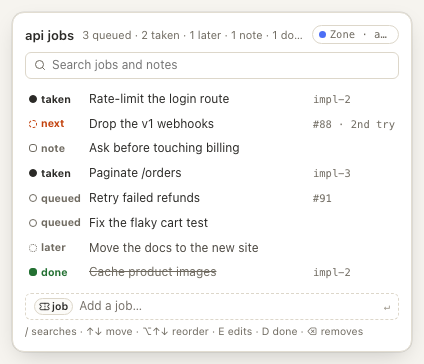 api jobs 3 queued · 2 taken · 1 later · 1 note · 1 do… Zone · a…
Search jobs and notes
taken Rate-limit the login route impl-2
next Drop the v1 webhooks #88 · 2nd try
note Ask before touching billing
taken Paginate /orders impl-3
queued Retry failed refunds #91
queued Fix the flaky cart test
later Move the docs to the new site
done Cache product images impl-2
job Add a job… ↵
/ searches · ↑↓ move · ⌥↑↓ reorder · E edits · D done · ⌫ removes